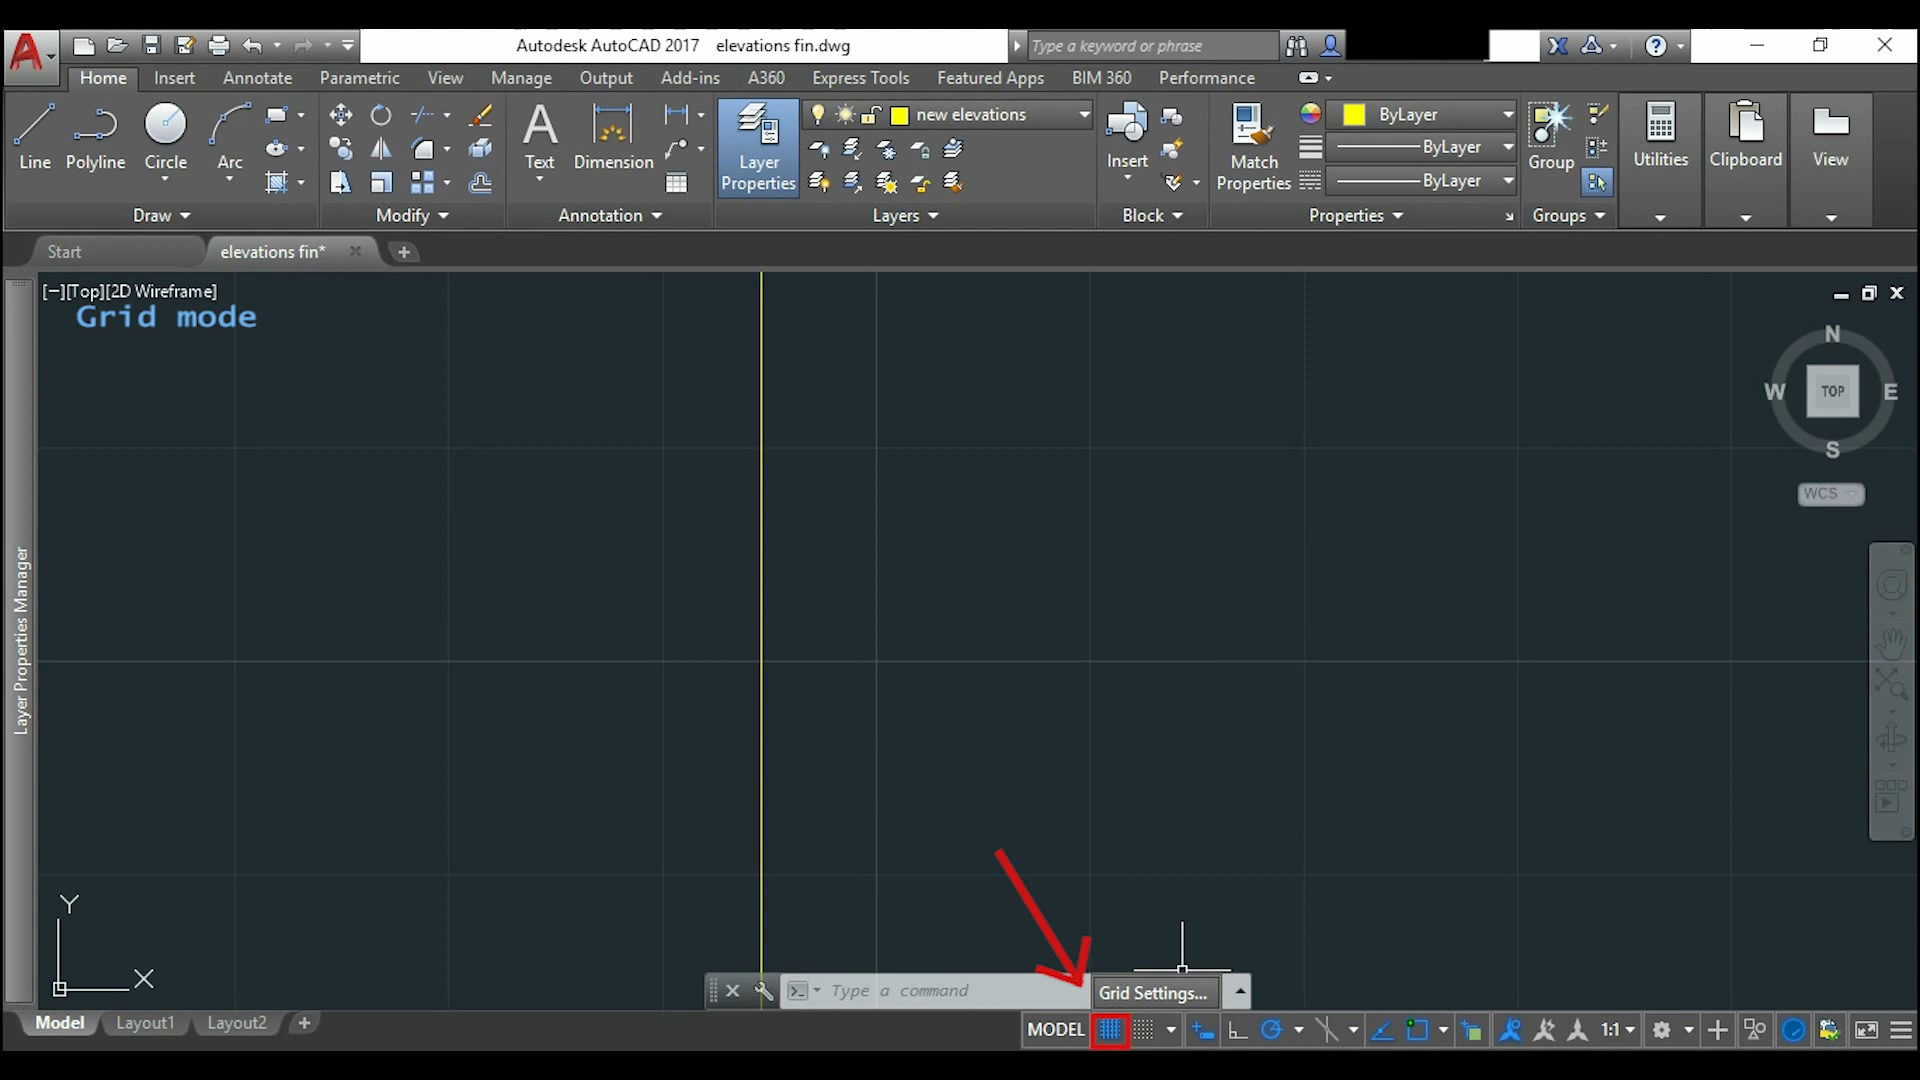 Autodesk AutoCAD 2017 elevations fin.dwg
Type a keyword or phrase
Home Insert Annotate Parametric View Manage Output Add-ins A360 Express Tools Featured Apps BIM 360 Performance
Line Polyline Circle Arc
Text Dimension
Layer Properties
new elevations
Insert
Match Properties
ByLayer
ByLayer
ByLayer
Group
Utilities
Clipboard
View
Draw Modify Annotation Layers Block Properties Groups
Start elevations fin*
[−][Top][2D Wireframe]
Grid mode
N
W TOP E
S
WCS
Layer Properties Manager
Y
X
Type a command
Grid Settings...
Model Layout1 Layout2
MODEL 1:1